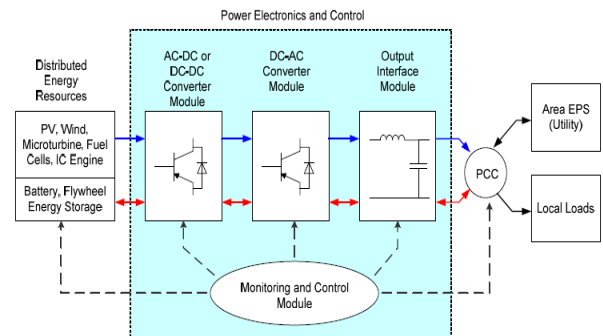 Power Electronics and Control
Distributed
Energy
Resources
AC-DC or
DC-DC
Converter
Module
DC-AC
Converter
Module
Output
Interface
Module
PV, Wind,
Microturbine, Fuel
Cells, IC Engine
Battery, Flywheel
Energy Storage
PCC
Area EPS
(Utility)
Local Loads
Monitoring and Control
Module